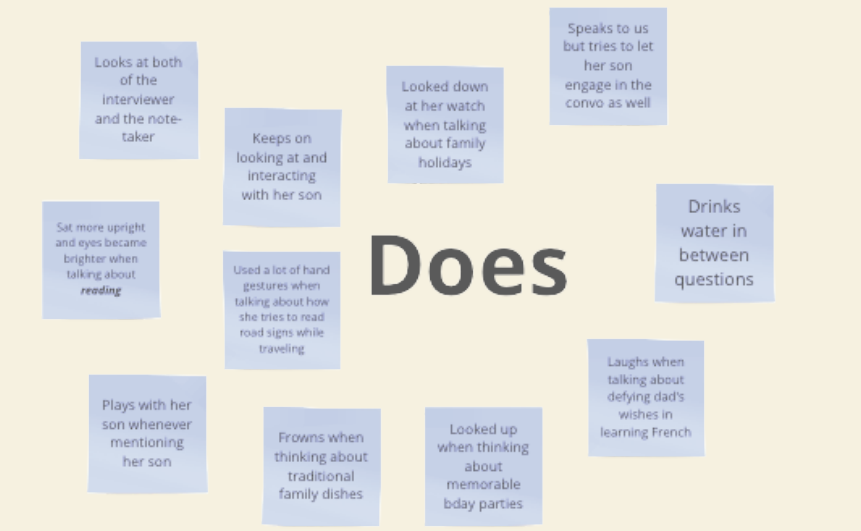 Speaks to us
but tries to let
her son
engage in the
convo as well
Looks at both
of the
interviewer
and the note-
taker
Looked down
at her watch
when talking
about family
holidays
Keeps on
looking at and
interacting
with her son
Drinks
water in
between
questions
Sat more upright
and eyes became
brighter when
talking about
reading
Does
Used a lot of hand
gestures when
talking about how
she tries to read
road signs while
traveling
Laughs when
talking about
defying dad's
wishes in
learning French
Plays with her
son whenever
mentioning
her son
Frowns when
thinking about
traditional
family dishes
Looked up
when thinking
about
memorable
bday parties